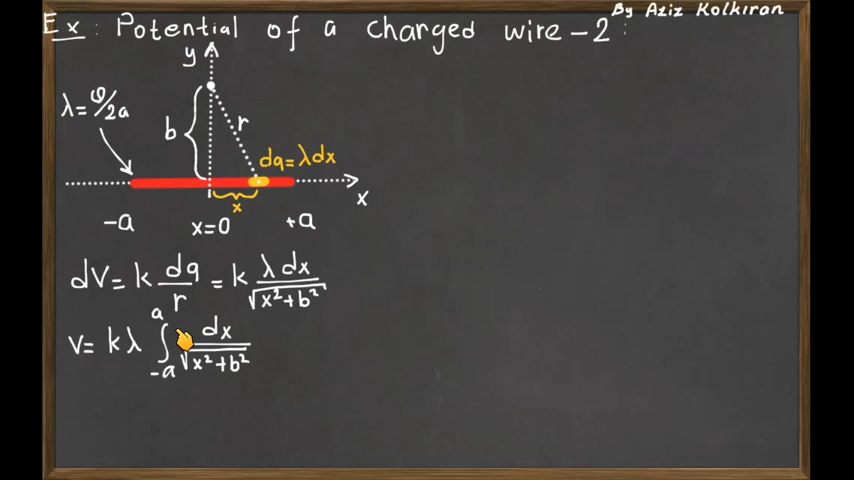 By Aziz Kolkıran
Ex: Potential of a charged wire-2:
y
λ=Q/2a
b
r
dq=λdx
x
x
-a
x=0
+a
dV= k dq/r = k λdx/√x²+b²
V= kλ ∫ₐ₋ₐ dx/√x²+b²